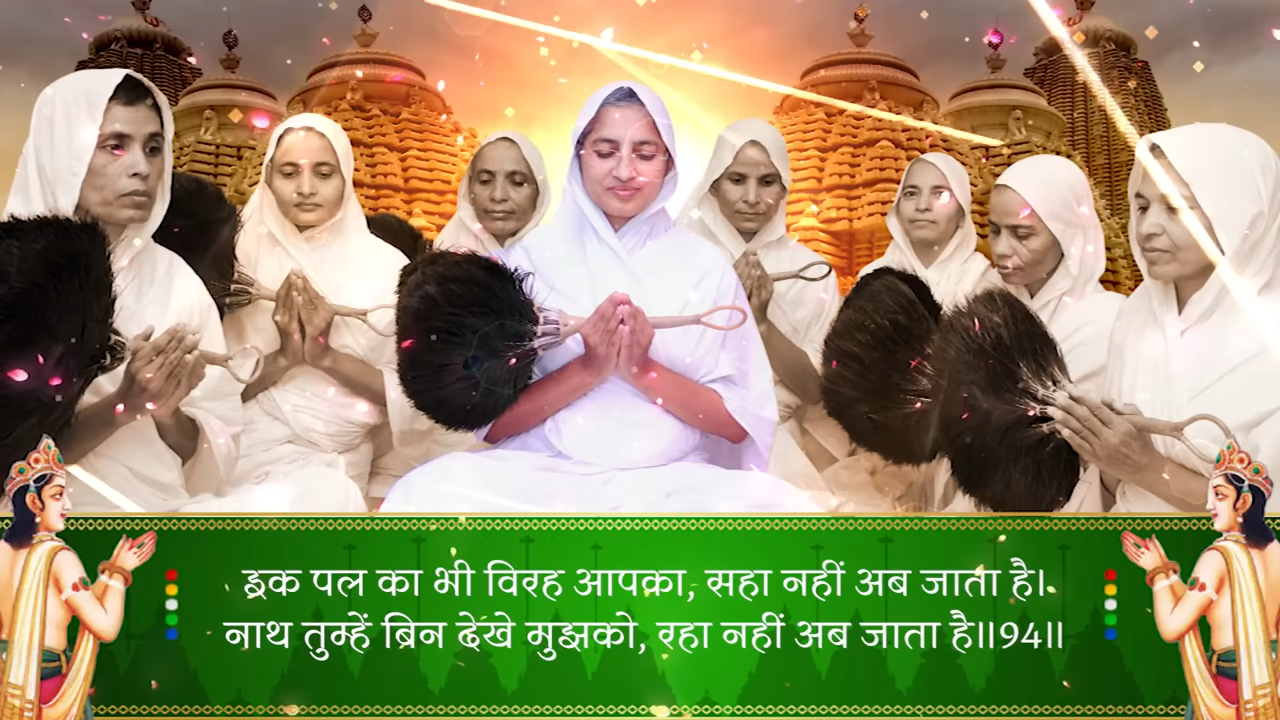 इक पल का भी विरह आपका, सहा नहीं अब जाता है।
नाथ तुम्हें बिन देखे मुझको, रहा नहीं अब जाता है॥94॥